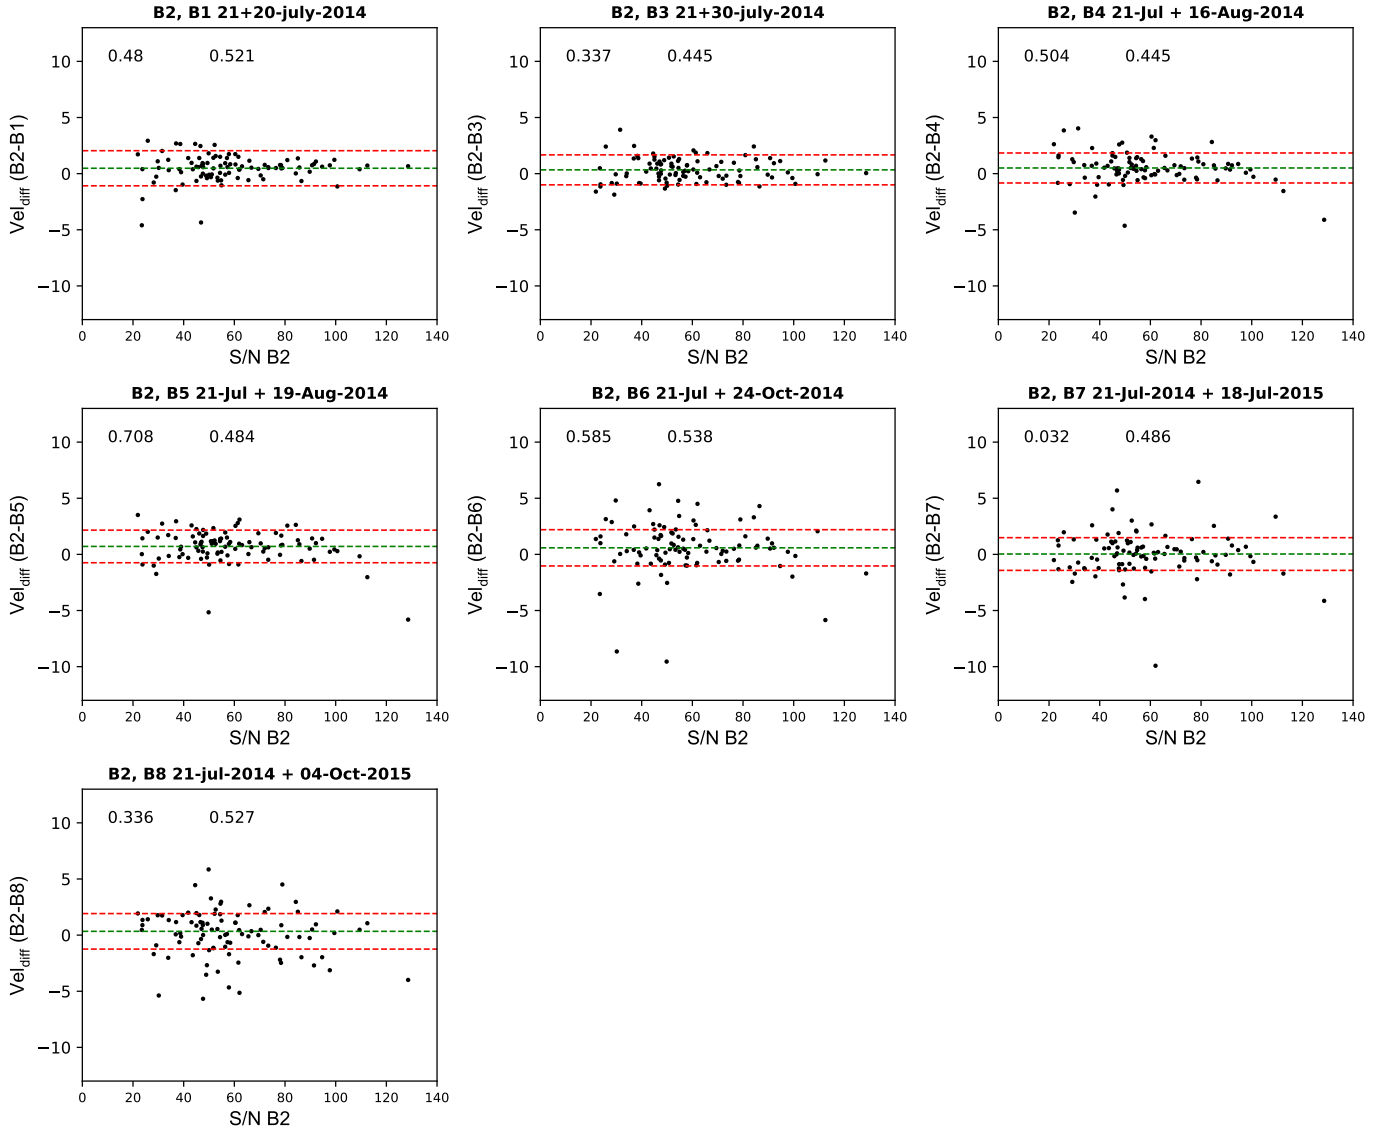 B2, B1 21+20-july-2014
0.48 0.521
10
5
0
−5
−10
Vel_diff (B2-B1)
0 20 40 60 80 100 120 140
S/N B2
B2, B3 21+30-july-2014
0.337 0.445
10
5
0
−5
−10
Vel_diff (B2-B3)
0 20 40 60 80 100 120 140
S/N B2
B2, B4 21-Jul + 16-Aug-2014
0.504 0.445
10
5
0
−5
−10
Vel_diff (B2-B4)
0 20 40 60 80 100 120 140
S/N B2
B2, B5 21-Jul + 19-Aug-2014
0.708 0.484
10
5
0
−5
−10
Vel_diff (B2-B5)
0 20 40 60 80 100 120 140
S/N B2
B2, B6 21-Jul + 24-Oct-2014
0.585 0.538
10
5
0
−5
−10
Vel_diff (B2-B6)
0 20 40 60 80 100 120 140
S/N B2
B2, B7 21-Jul-2014 + 18-Jul-2015
0.032 0.486
10
5
0
−5
−10
Vel_diff (B2-B7)
0 20 40 60 80 100 120 140
S/N B2
B2, B8 21-jul-2014 + 04-Oct-2015
0.336 0.527
10
5
0
−5
−10
Vel_diff (B2-B8)
0 20 40 60 80 100 120 140
S/N B2